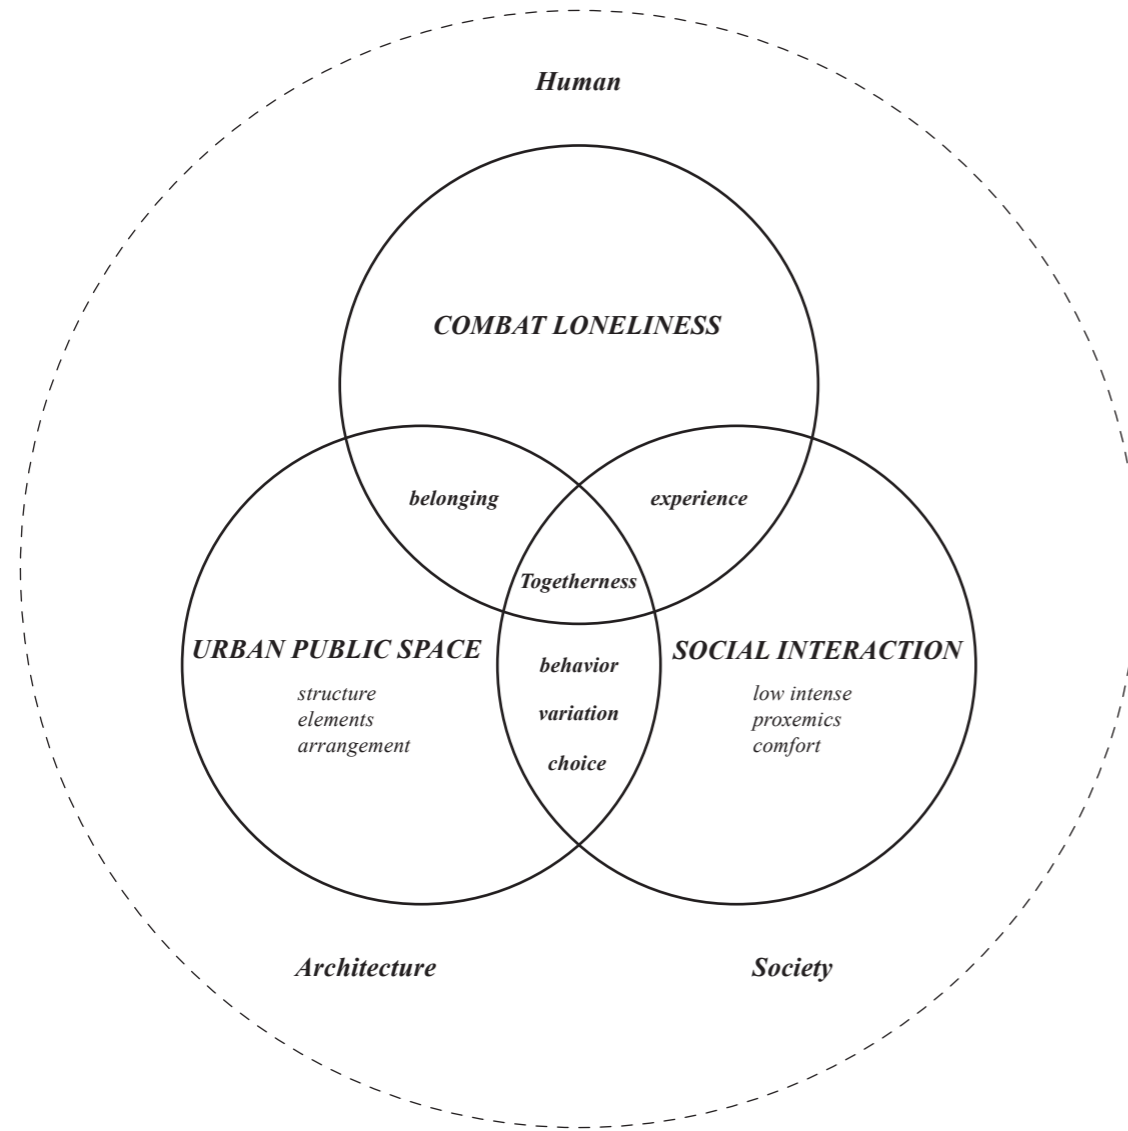 Human
COMBAT LONELINESS
belonging
experience
Togetherness
URBAN PUBLIC SPACE
structure
elements
arrangement
behavior
variation
choice
SOCIAL INTERACTION
low intense
proxemics
comfort
Architecture
Society